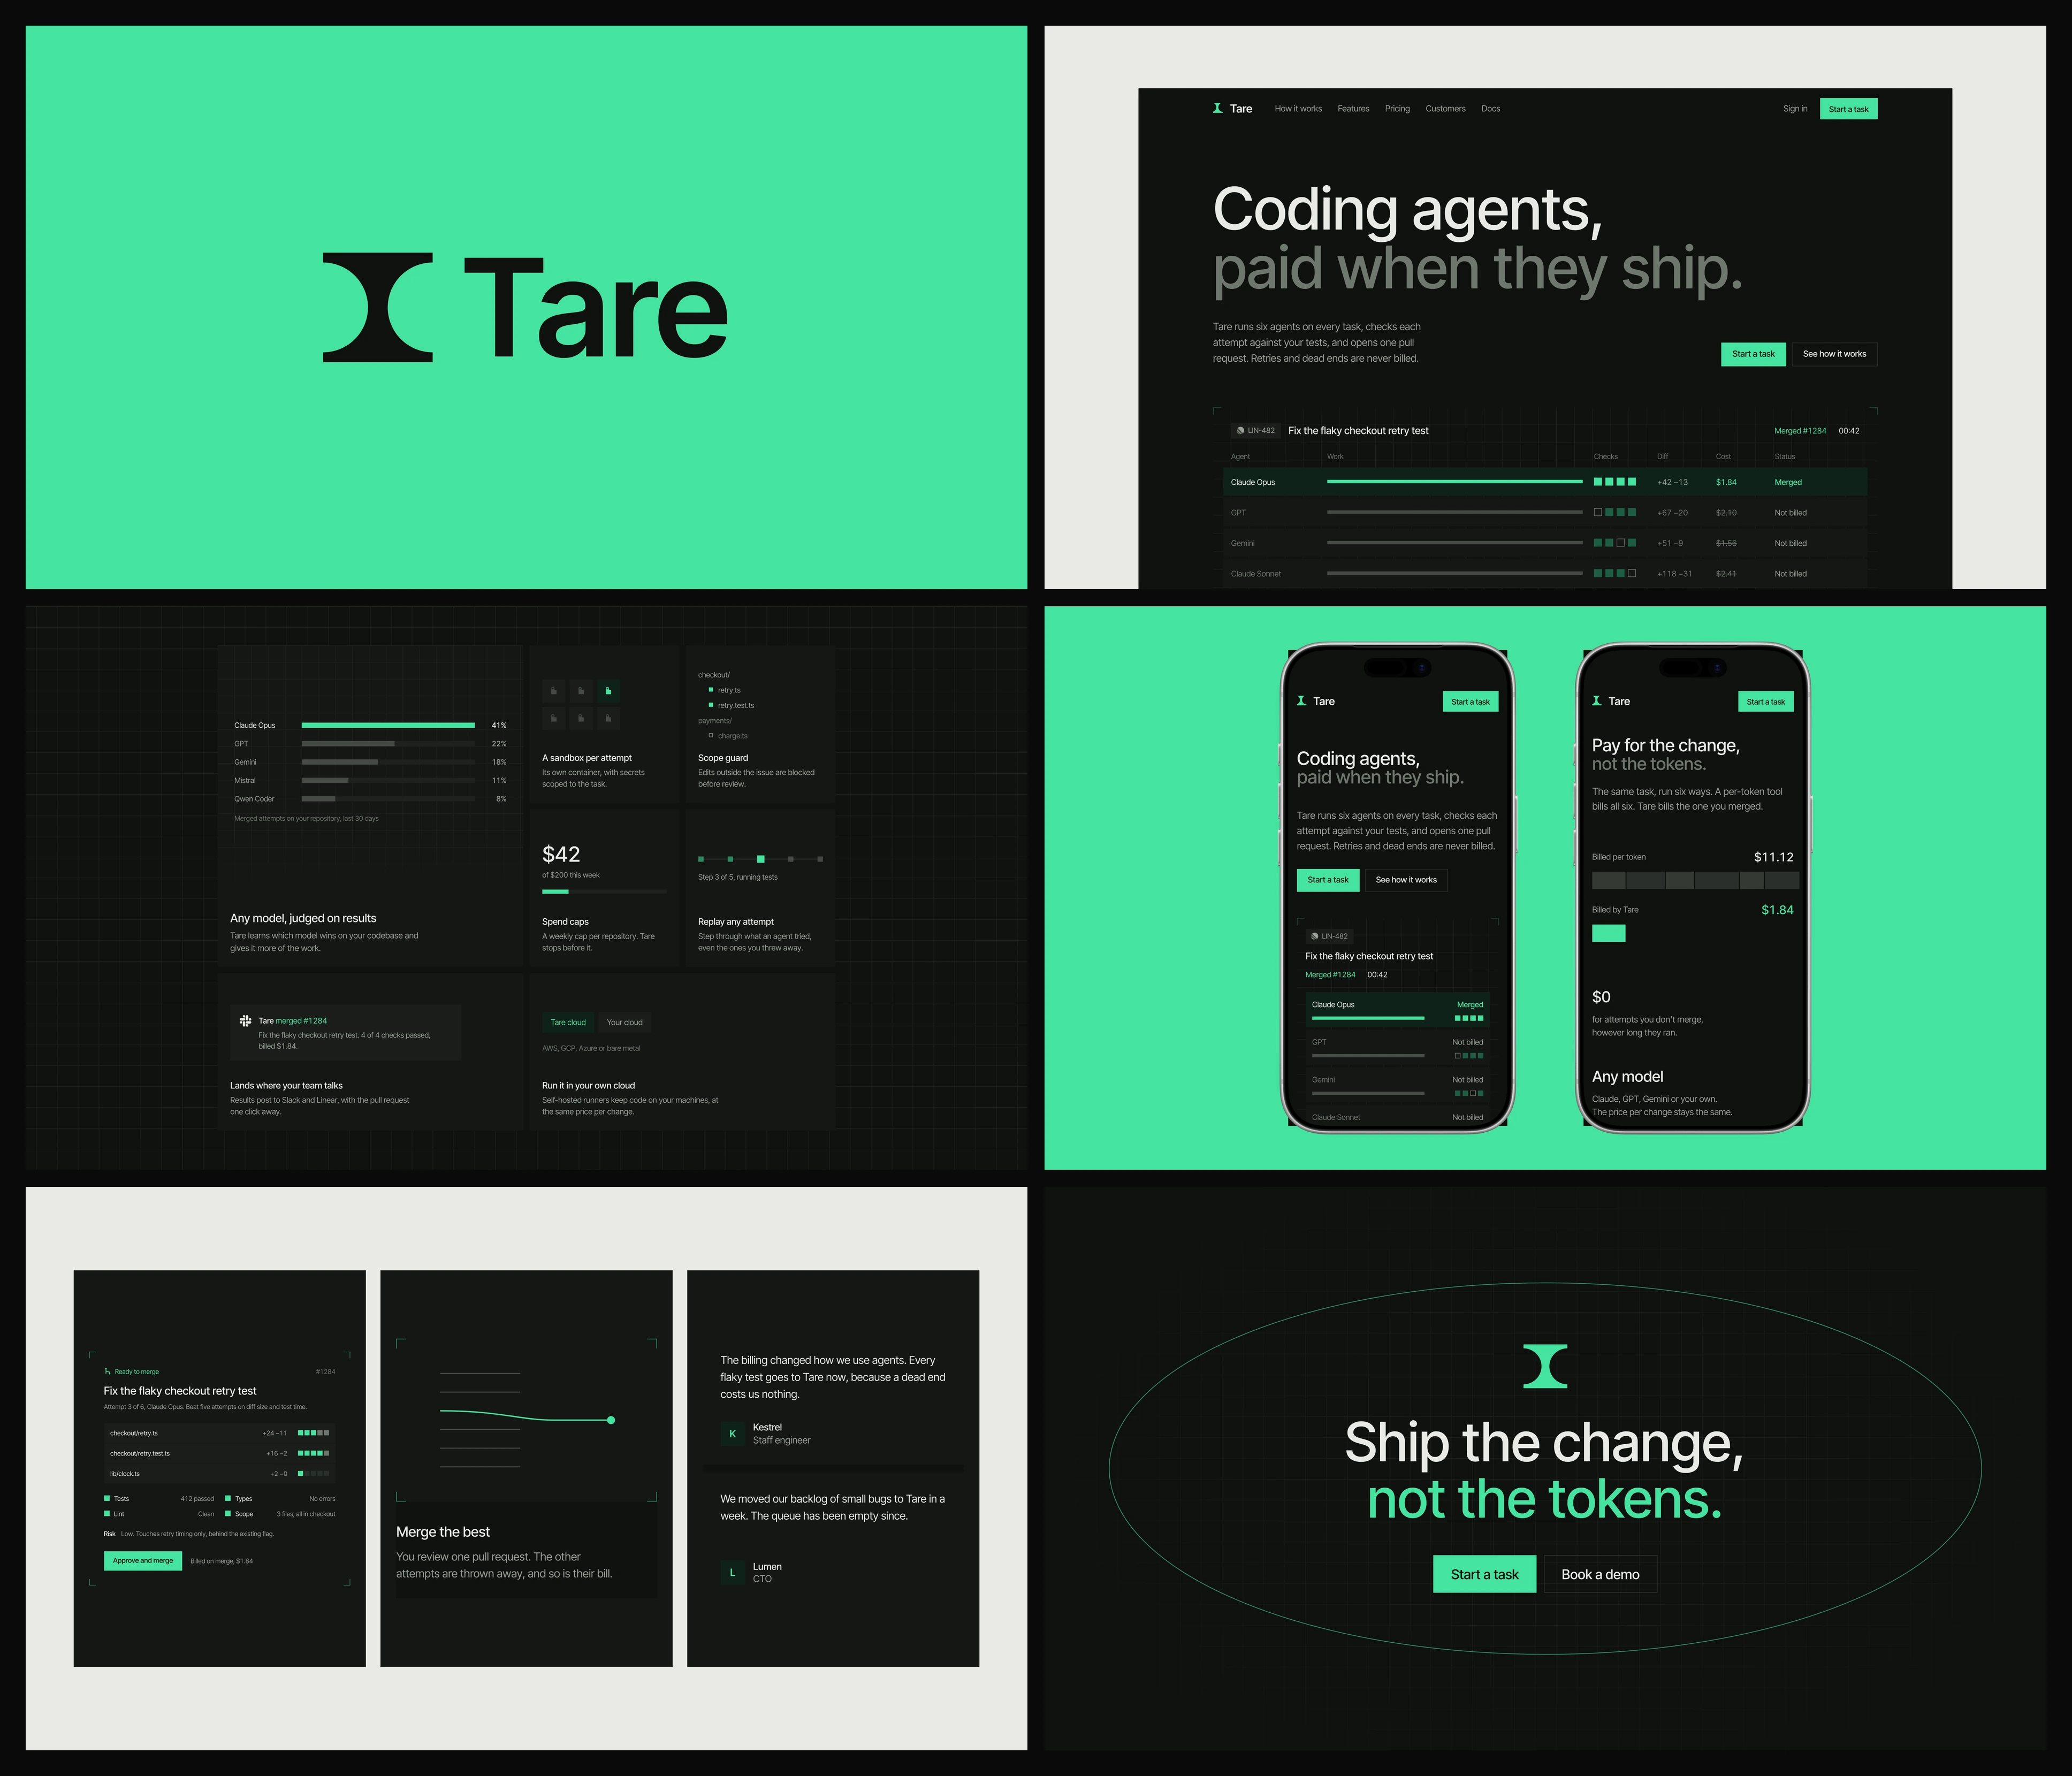 Tare
Tare
How it works
Features
Pricing
Customers
Docs
Sign in
Start a task
Coding agents,
paid when they ship.
Tare runs six agents on every task, checks each
attempt against your tests, and opens one pull
request. Retries and dead ends are never billed.
Start a task
See how it works
LIN-482
Fix the flaky checkout retry test
Merged #1284
00:42
Agent
Work
Checks
Diff
Cost
Status
Claude Opus
+42 −13
$1.84
Merged
GPT
+67 −20
$2.10
Not billed
Gemini
+51 −9
$1.56
Not billed
Claude Sonnet
+118 −31
$2.41
Not billed
Claude Opus
41%
GPT
22%
Gemini
18%
Mistral
11%
Qwen Coder
8%
Merged attempts on your repository, last 30 days
Any model, judged on results
Tare learns which model wins on your codebase and
gives it more of the work.
A sandbox per attempt
Its own container, with secrets
scoped to the task.
checkout/
retry.ts
retry.test.ts
payments/
charge.ts
Scope guard
Edits outside the issue are blocked
before review.
$42
of $200 this week
Spend caps
A weekly cap per repository. Tare
stops before it.
Step 3 of 5, running tests
Replay any attempt
Step through what an agent tried,
even the ones you threw away.
Tare merged #1284
Fix the flaky checkout retry test. 4 of 4 checks passed,
billed $1.84.
Lands where your team talks
Results post to Slack and Linear, with the pull request
one click away.
Tare cloud
Your cloud
AWS, GCP, Azure or bare metal
Run it in your own cloud
Self-hosted runners keep code on your machines, at
the same price per change.
Tare
Start a task
Coding agents,
paid when they ship.
Tare runs six agents on every task, checks each
attempt against your tests, and opens one pull
request. Retries and dead ends are never billed.
Start a task
See how it works
LIN-482
Fix the flaky checkout retry test
Merged #1284
00:42
Claude Opus
Merged
GPT
Not billed
Gemini
Not billed
Claude Sonnet
Not billed
Tare
Start a task
Pay for the change,
not the tokens.
The same task, run six ways. A per-token tool
bills all six. Tare bills the one you merged.
Billed per token
$11.12
Billed by Tare
$1.84
$0
for attempts you don't merge,
however long they ran.
Any model
Claude, GPT, Gemini or your own.
The price per change stays the same.
Ready to merge
#1284
Fix the flaky checkout retry test
Attempt 3 of 6, Claude Opus. Beat five attempts on diff size and test time.
checkout/retry.ts
+24 −11
checkout/retry.test.ts
+16 −2
lib/clock.ts
+2 −0
Tests
412 passed
Types
No errors
Lint
Clean
Scope
3 files, all in checkout
Risk
Low. Touches retry timing only, behind the existing flag.
Approve and merge
Billed on merge, $1.84
Merge the best
You review one pull request. The other
attempts are thrown away, and so is their bill.
The billing changed how we use agents. Every
flaky test goes to Tare now, because a dead end
costs us nothing.
K
Kestrel
Staff engineer
We moved our backlog of small bugs to Tare in a
week. The queue has been empty since.
L
Lumen
CTO
Ship the change,
not the tokens.
Start a task
Book a demo